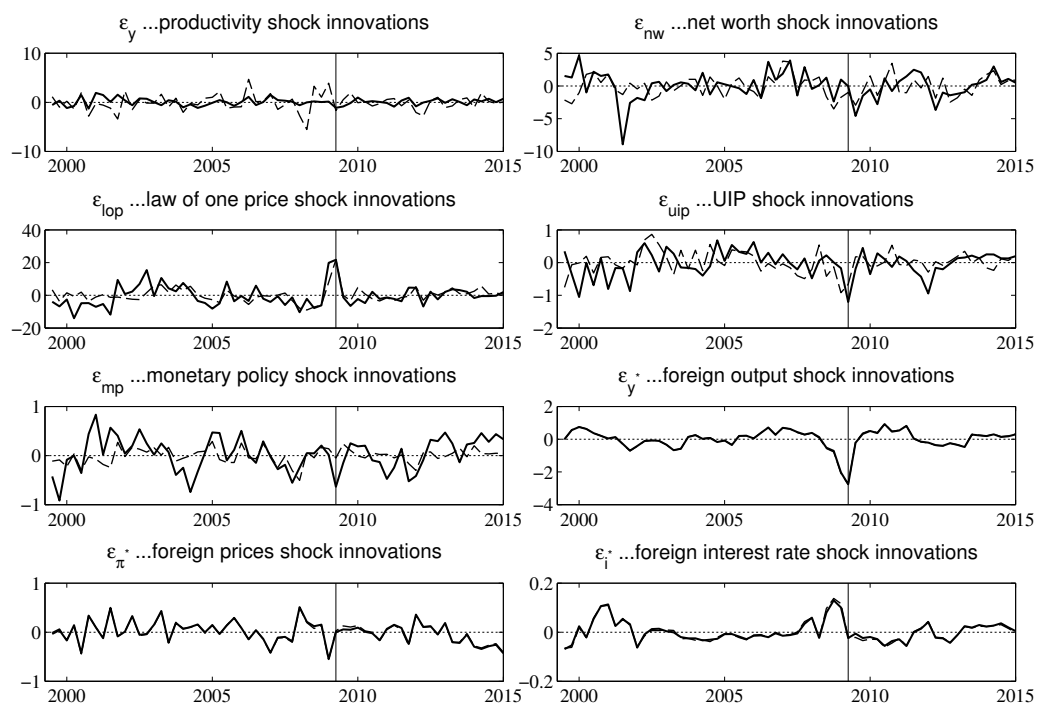 ε_y ...productivity shock innovations
10
0
−10
2000 2005 2010 2015
ε_nw ...net worth shock innovations
5
0
−5
−10
2000 2005 2010 2015
ε_lop ...law of one price shock innovations
40
20
0
−20
2000 2005 2010 2015
ε_uip ...UIP shock innovations
1
0
−1
−2
2000 2005 2010 2015
ε_mp ...monetary policy shock innovations
1
0
−1
2000 2005 2010 2015
ε_y* ...foreign output shock innovations
2
0
−2
−4
2000 2005 2010 2015
ε_π* ...foreign prices shock innovations
1
0
−1
2000 2005 2010 2015
ε_i* ...foreign interest rate shock innovations
0.2
0
−0.2
2000 2005 2010 2015